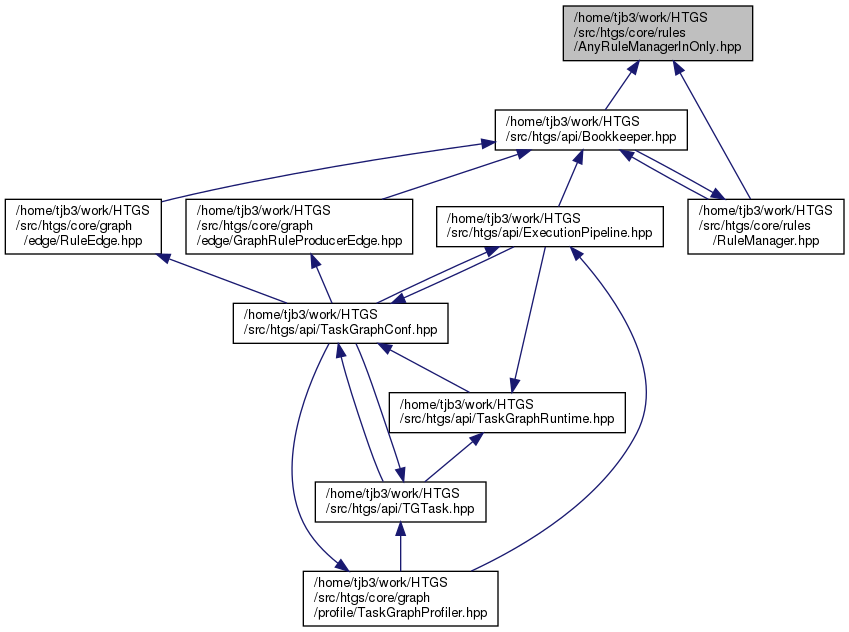 /home/tjb3/work/HTGS
/src/htgs/core/rules
/AnyRuleManagerInOnly.hpp
/home/tjb3/work/HTGS
/src/htgs/api/Bookkeeper.hpp
/home/tjb3/work/HTGS
/src/htgs/core/graph
/edge/RuleEdge.hpp
/home/tjb3/work/HTGS
/src/htgs/core/graph
/edge/GraphRuleProducerEdge.hpp
/home/tjb3/work/HTGS
/src/htgs/api/ExecutionPipeline.hpp
/home/tjb3/work/HTGS
/src/htgs/core/rules
/RuleManager.hpp
/home/tjb3/work/HTGS
/src/htgs/api/TaskGraphConf.hpp
/home/tjb3/work/HTGS
/src/htgs/api/TaskGraphRuntime.hpp
/home/tjb3/work/HTGS
/src/htgs/api/TGTask.hpp
/home/tjb3/work/HTGS
/src/htgs/core/graph
/profile/TaskGraphProfiler.hpp